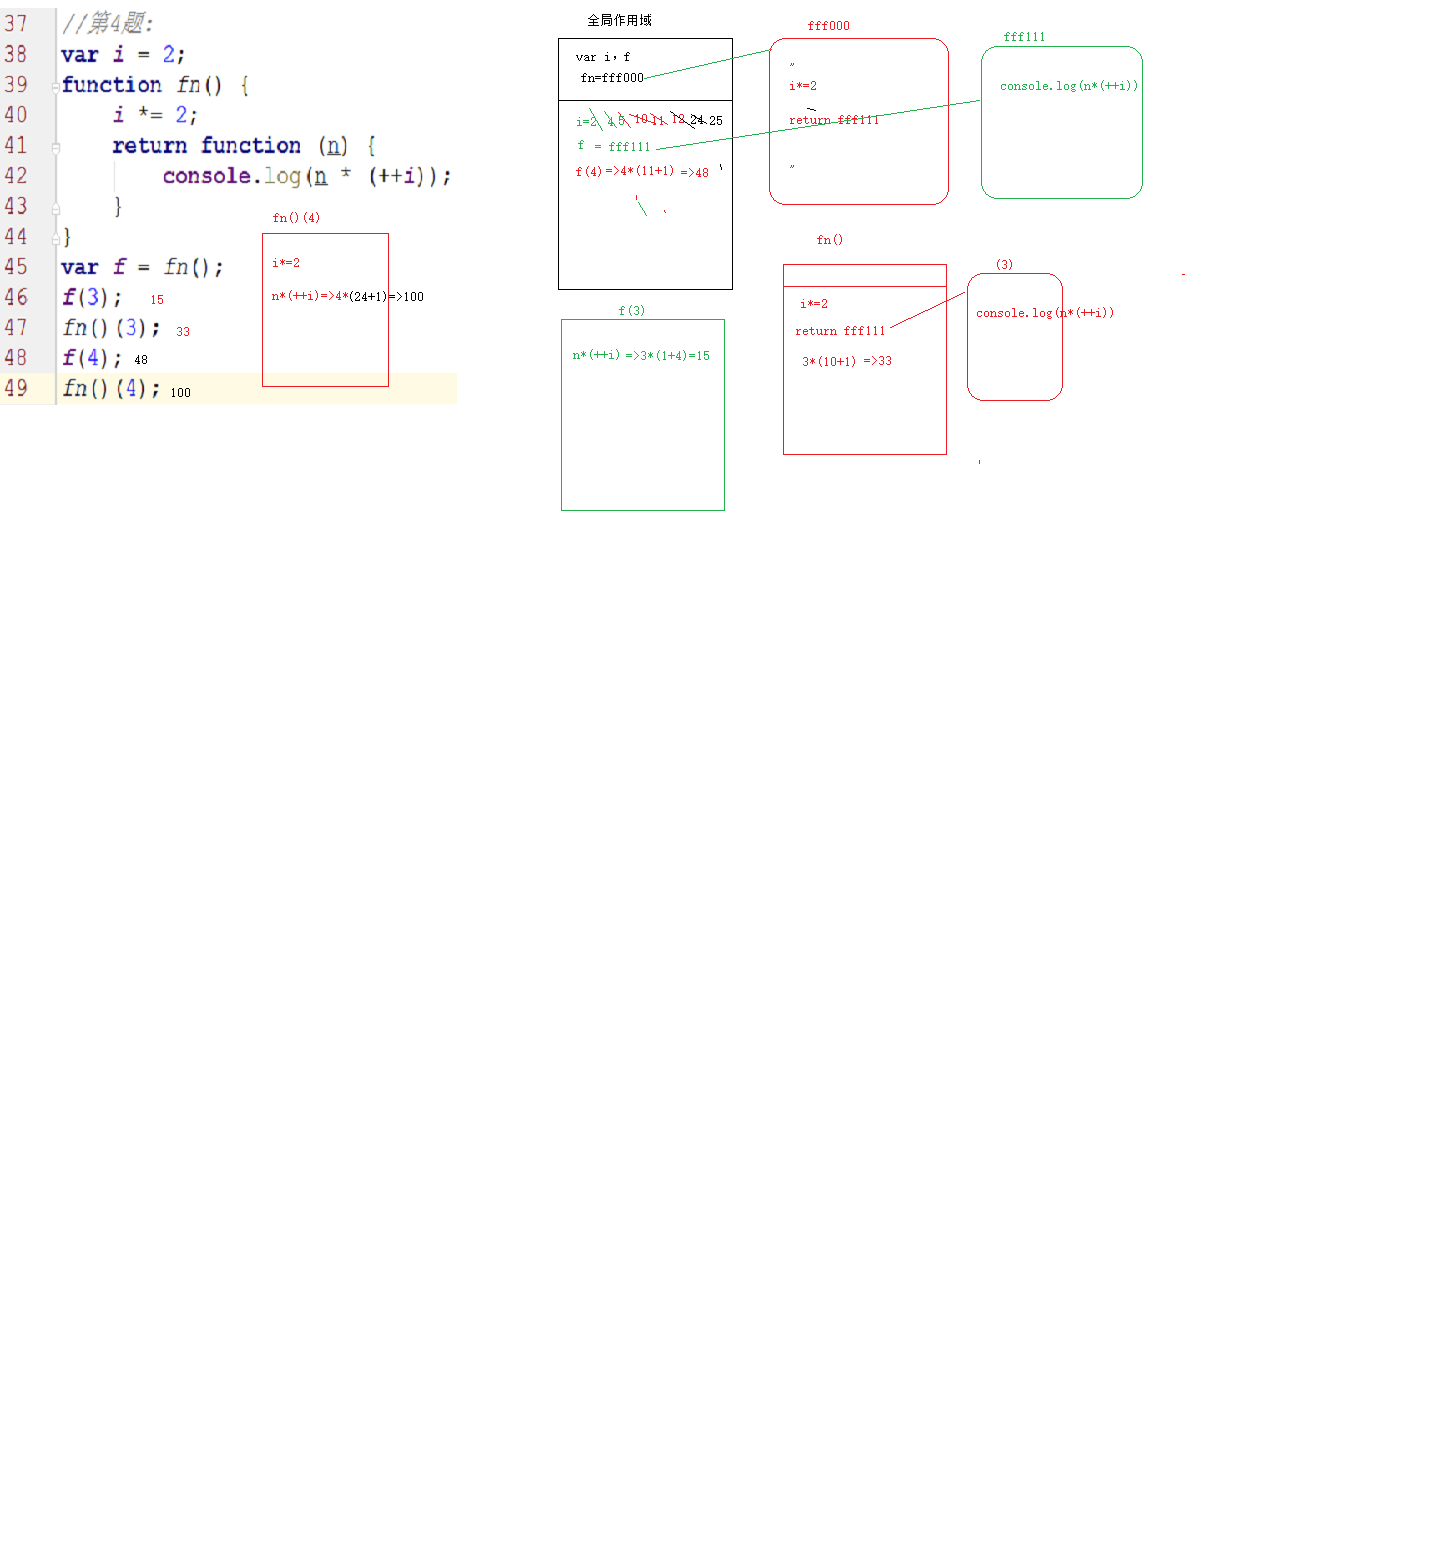 37 //第4题:
38 var i = 2;
39 function fn() {
40 i *= 2;
41 return function (n) {
42 console.log(n * (++i));
43 }
44 }
45 var f = fn();
46 f(3); 15
47 fn()(3); 33
48 f(4); 48
49 fn()(4); 100
fn()(4)
i*=2
n*(++i)=>4*(24+1)=>100
全局作用域
var i, f
fn=fff000
i=2 4 5 10 11 12 24 25
f = fff111
f(4)=>4*(11+1) =>48
f(3)
n*(++i) =>3*(1+4)=15
fff000
"
i*=2
return fff111
"
fff111
console.log(n*(++i))
fn()
i*=2
return fff111
3*(10+1) =>33
(3)
console.log(n*(++i))